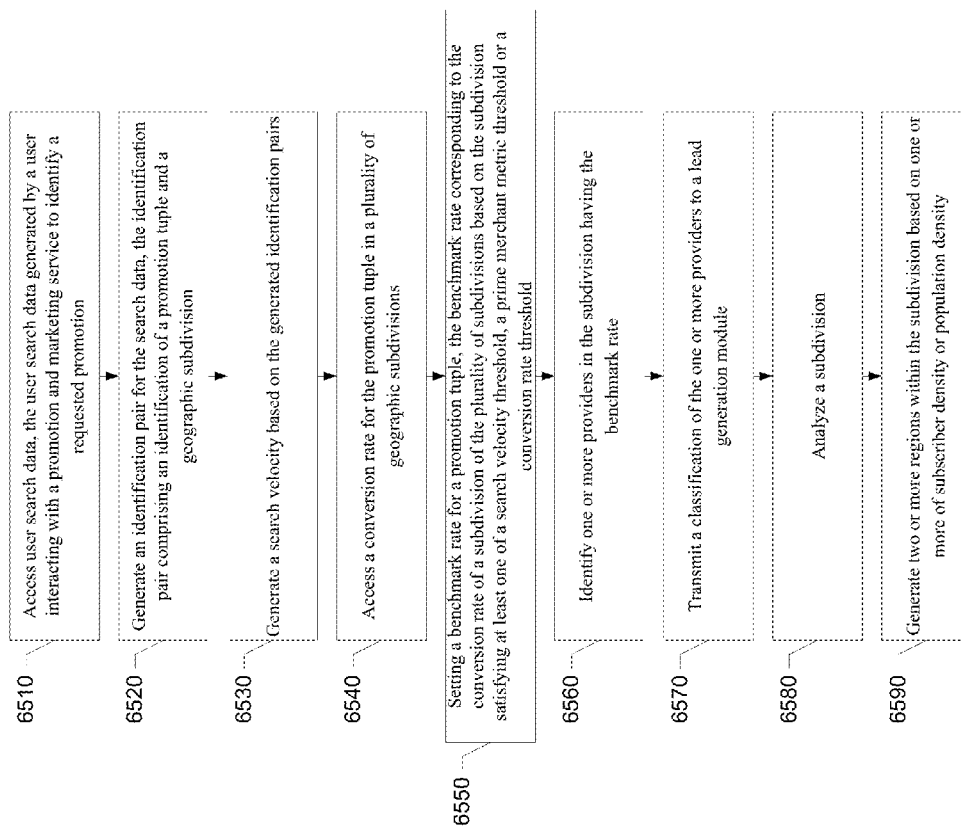 6510
Access user search data, the user search data generated by a user
interacting with a promotion and marketing service to identify a
requested promotion
6520
Generate an identification pair for the search data, the identification
pair comprising an identification of a promotion tuple and a
geographic subdivision
6530
Generate a search velocity based on the generated identification pairs
6540
Access a conversion rate for the promotion tuple in a plurality of
geographic subdivisions
6550
Setting a benchmark rate for a promotion tuple, the benchmark rate corresponding to the
conversion rate of a subdivision of the plurality of subdivisions based on the subdivision
satisfying at least one of a search velocity threshold, a prime merchant metric threshold or a
conversion rate threshold
6560
Identify one or more providers in the subdivision having the
benchmark rate
6570
Transmit a classification of the one or more providers to a lead
generation module
6580
Analyze a subdivision
6590
Generate two or more regions within the subdivision based on one or
more of subscriber density or population density